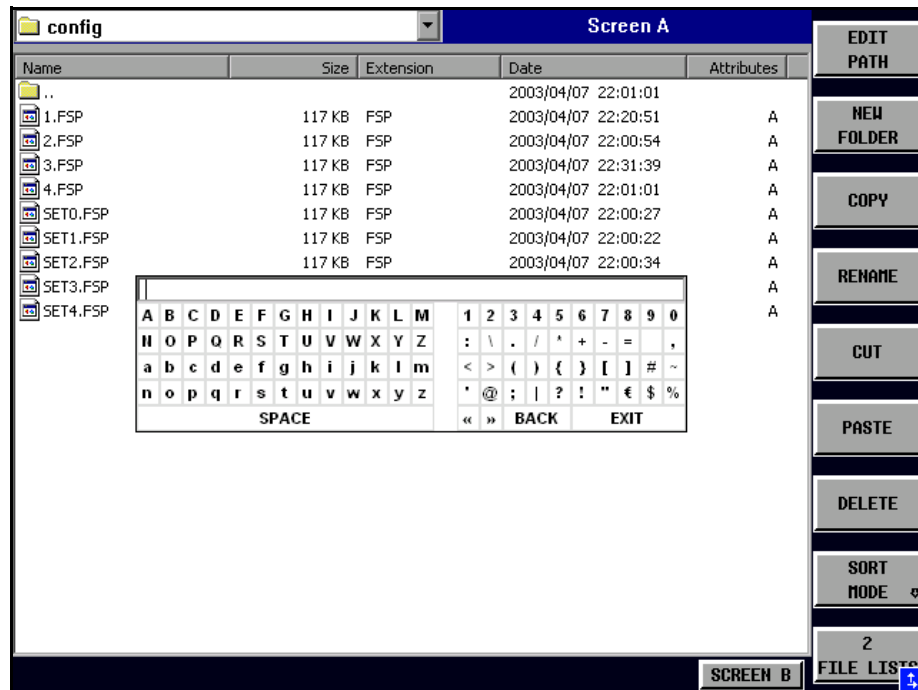 config
Screen A
Name Size Extension Date Attributes
.. 2003/04/07 22:01:01
1.FSP 117 KB FSP 2003/04/07 22:20:51 A
2.FSP 117 KB FSP 2003/04/07 22:00:54 A
3.FSP 117 KB FSP 2003/04/07 22:31:39 A
4.FSP 117 KB FSP 2003/04/07 22:01:01 A
SET0.FSP 117 KB FSP 2003/04/07 22:00:27 A
SET1.FSP 117 KB FSP 2003/04/07 22:00:22 A
SET2.FSP 117 KB FSP 2003/04/07 22:00:34 A
SET3.FSP A
SET4.FSP A
A B C D E F G H I J K L M 1 2 3 4 5 6 7 8 9 0
N O P Q R S T U V W X Y Z : \ . / * + - = ,
a b c d e f g h i j k l m < > ( ) { } [ ] # ~
n o p q r s t u v w x y z ' @ ; | ? ! " € $ %
SPACE « » BACK EXIT
EDIT
PATH
NEW
FOLDER
COPY
RENAME
CUT
PASTE
DELETE
SORT
MODE
2
FILE LISTS
SCREEN B